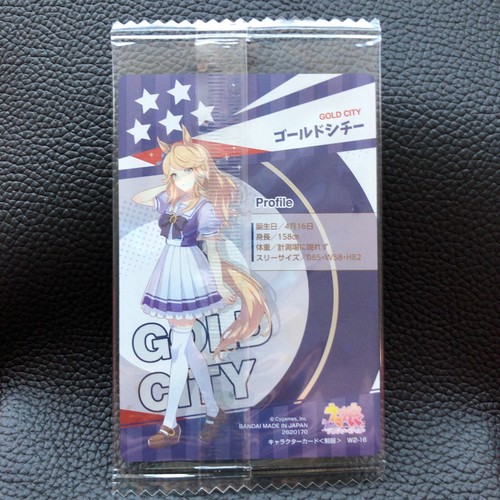 GOLD CITY
ゴールドシチー
Profile
誕生日／4月16日
身長／158cm
体重／計測場に現れず
スリーサイズ／B85・W58・H82
GOLD
CITY
© Cygames, Inc.
BANDAI MADE IN JAPAN
2620170
キャラクターカード＜制服＞ W2-16